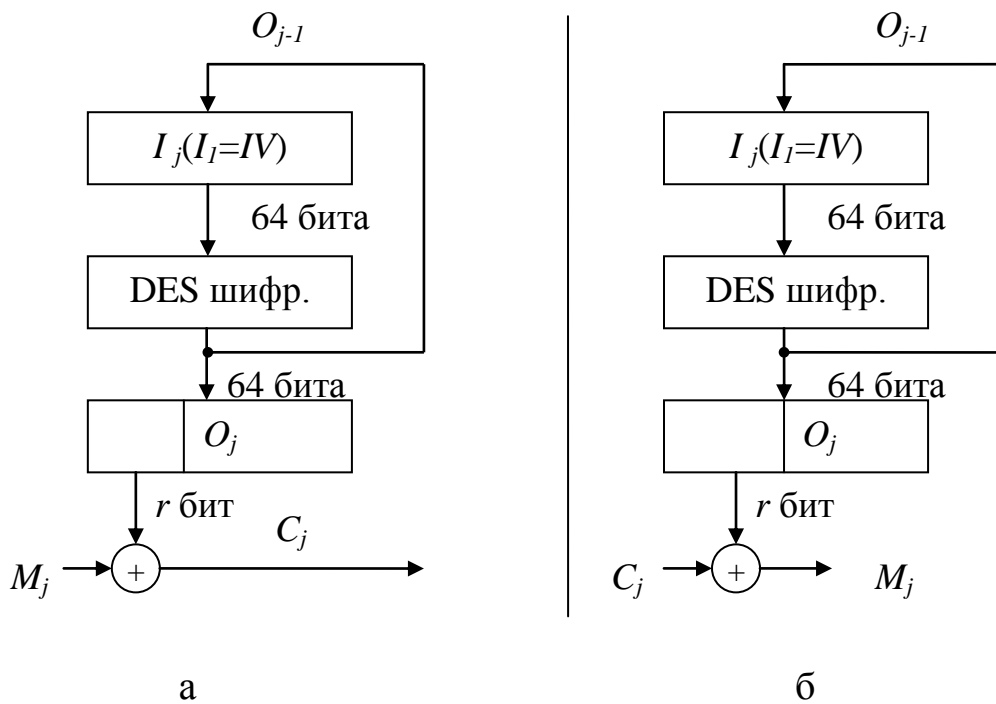 O_{j-1}
I_j(I_1=IV)
64 бита
DES шифр.
64 бита
O_j
r бит
C_j
M_j
+
а
O_{j-1}
I_j(I_1=IV)
64 бита
DES шифр.
64 бита
O_j
r бит
C_j
+
M_j
б